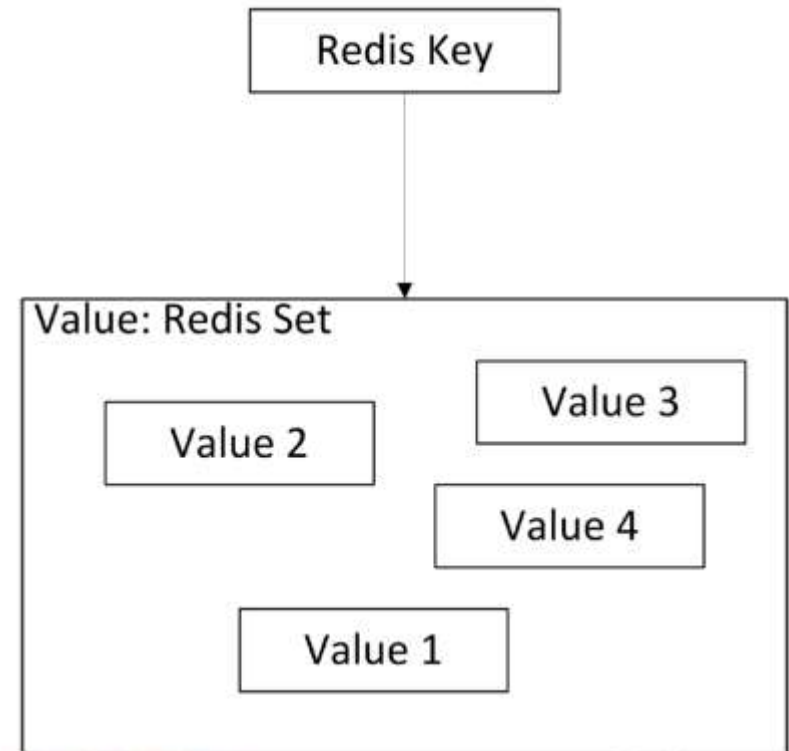 Redis Key
Value: Redis Set
Value 3
Value 2
Value 4
Value 1